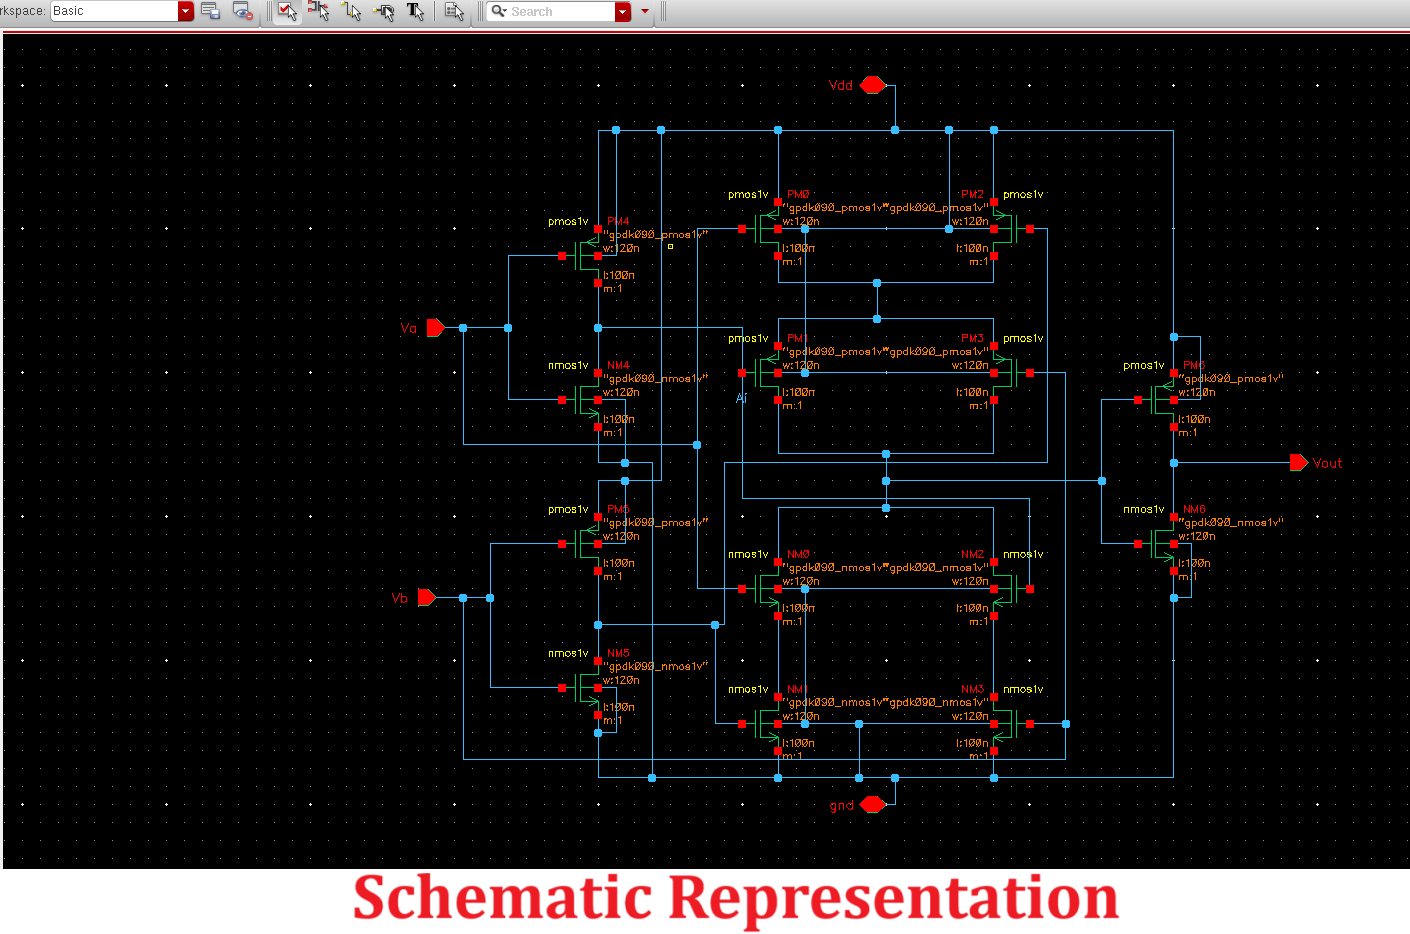 rkspace: Basic
Search
Vdd
pmos1v PM0 PM2 pmos1v
"gpdk090_pmos1v" "gpdk090_pmos1v"
w:120n w:120n
l:100n l:100n
m:1 m:1
pmos1v PM4
"gpdk090_pmos1v"
w:120n
l:100n
m:1
Va
pmos1v PM1 PM3 pmos1v
"gpdk090_pmos1v" "gpdk090_pmos1v"
w:120n w:120n
Ai
l:100n l:100n
m:1 m:1
nmos1v NM4
"gpdk090_nmos1v"
w:120n
l:100n
m:1
pmos1v PM6
"gpdk090_pmos1v"
w:120n
l:100n
m:1
Vout
pmos1v PM5
"gpdk090_pmos1v"
w:120n
l:100n
m:1
nmos1v NM6
"gpdk090_nmos1v"
w:120n
l:100n
m:1
nmos1v NM0 NM2 nmos1v
"gpdk090_nmos1v" "gpdk090_nmos1v"
w:120n w:120n
l:100n l:100n
m:1 m:1
Vb
nmos1v NM5
"gpdk090_nmos1v"
w:120n
l:100n
m:1
nmos1v NM1 NM3 nmos1v
"gpdk090_nmos1v" "gpdk090_nmos1v"
w:120n w:120n
l:100n l:100n
m:1 m:1
gnd
Schematic Representation